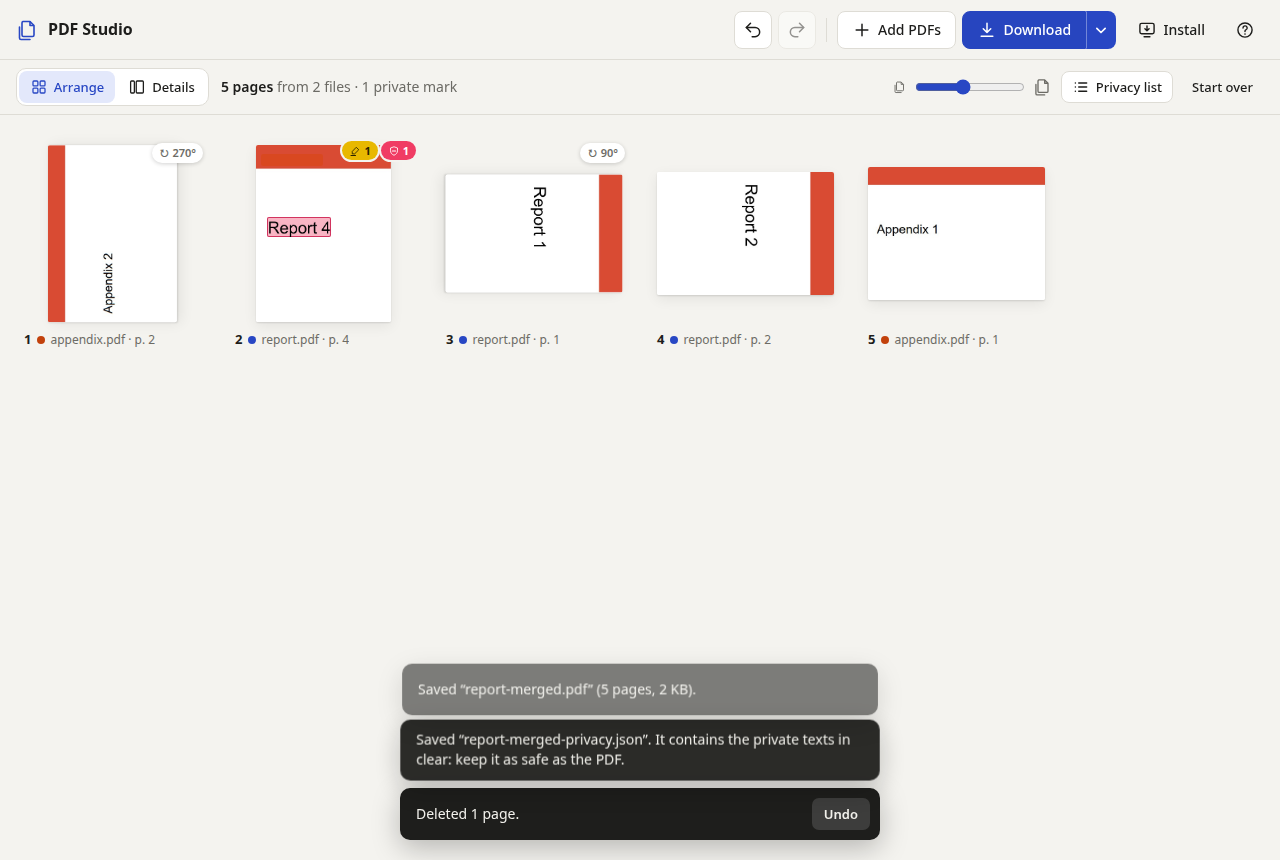 PDF Studio
Add PDFs
Download
Install
Arrange
Details
5 pages from 2 files · 1 private mark
Privacy list
Start over
270°
Appendix 2
1 appendix.pdf · p. 2
1
1
Report 4
2 report.pdf · p. 4
90°
Report 1
3 report.pdf · p. 1
Report 2
4 report.pdf · p. 2
Appendix 1
5 appendix.pdf · p. 1
Saved “report-merged.pdf” (5 pages, 2 KB).
Saved “report-merged-privacy.json”. It contains the private texts in
clear: keep it as safe as the PDF.
Deleted 1 page.
Undo